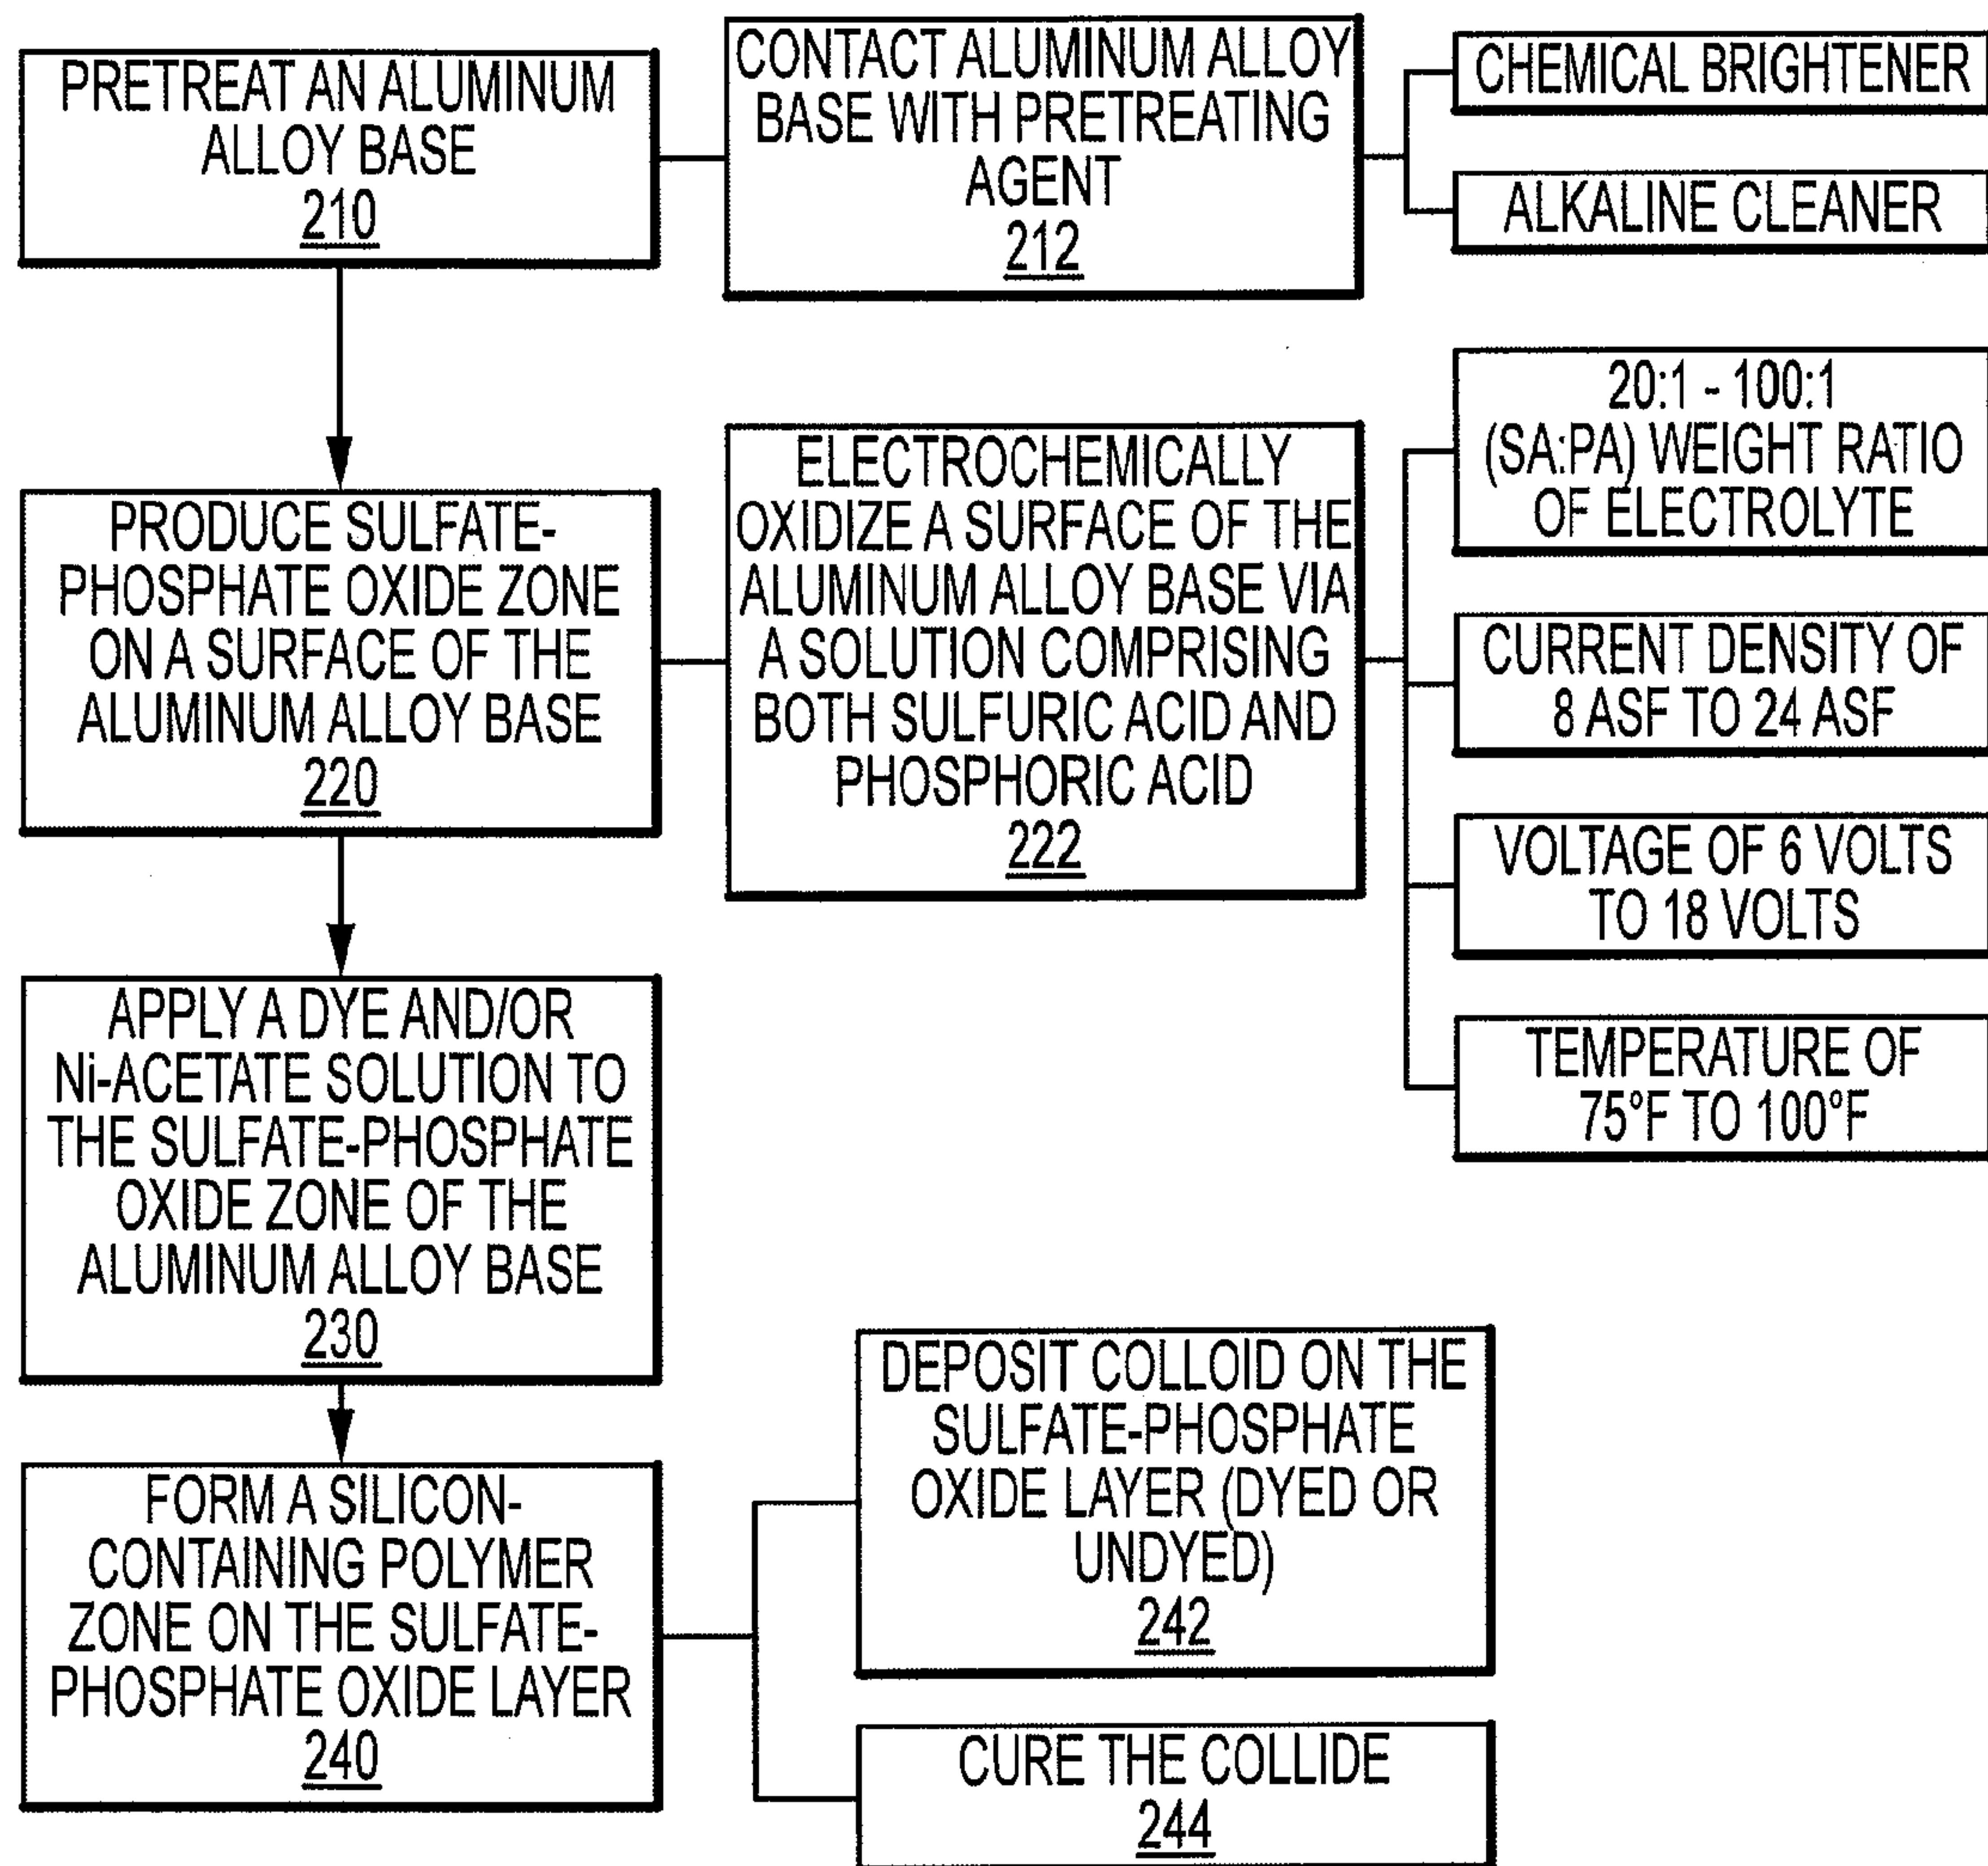 PRETREAT AN ALUMINUM
ALLOY BASE
210
CONTACT ALUMINUM ALLOY
BASE WITH PRETREATING
AGENT
212
CHEMICAL BRIGHTENER
ALKALINE CLEANER
PRODUCE SULFATE-
PHOSPHATE OXIDE ZONE
ON A SURFACE OF THE
ALUMINUM ALLOY BASE
220
ELECTROCHEMICALLY
OXIDIZE A SURFACE OF THE
ALUMINUM ALLOY BASE VIA
A SOLUTION COMPRISING
BOTH SULFURIC ACID AND
PHOSPHORIC ACID
222
20:1 - 100:1
(SA:PA) WEIGHT RATIO
OF ELECTROLYTE
CURRENT DENSITY OF
8 ASF TO 24 ASF
VOLTAGE OF 6 VOLTS
TO 18 VOLTS
TEMPERATURE OF
75°F TO 100°F
APPLY A DYE AND/OR
Ni-ACETATE SOLUTION TO
THE SULFATE-PHOSPHATE
OXIDE ZONE OF THE
ALUMINUM ALLOY BASE
230
FORM A SILICON-
CONTAINING POLYMER
ZONE ON THE SULFATE-
PHOSPHATE OXIDE LAYER
240
DEPOSIT COLLOID ON THE
SULFATE-PHOSPHATE
OXIDE LAYER (DYED OR
UNDYED)
242
CURE THE COLLIDE
244